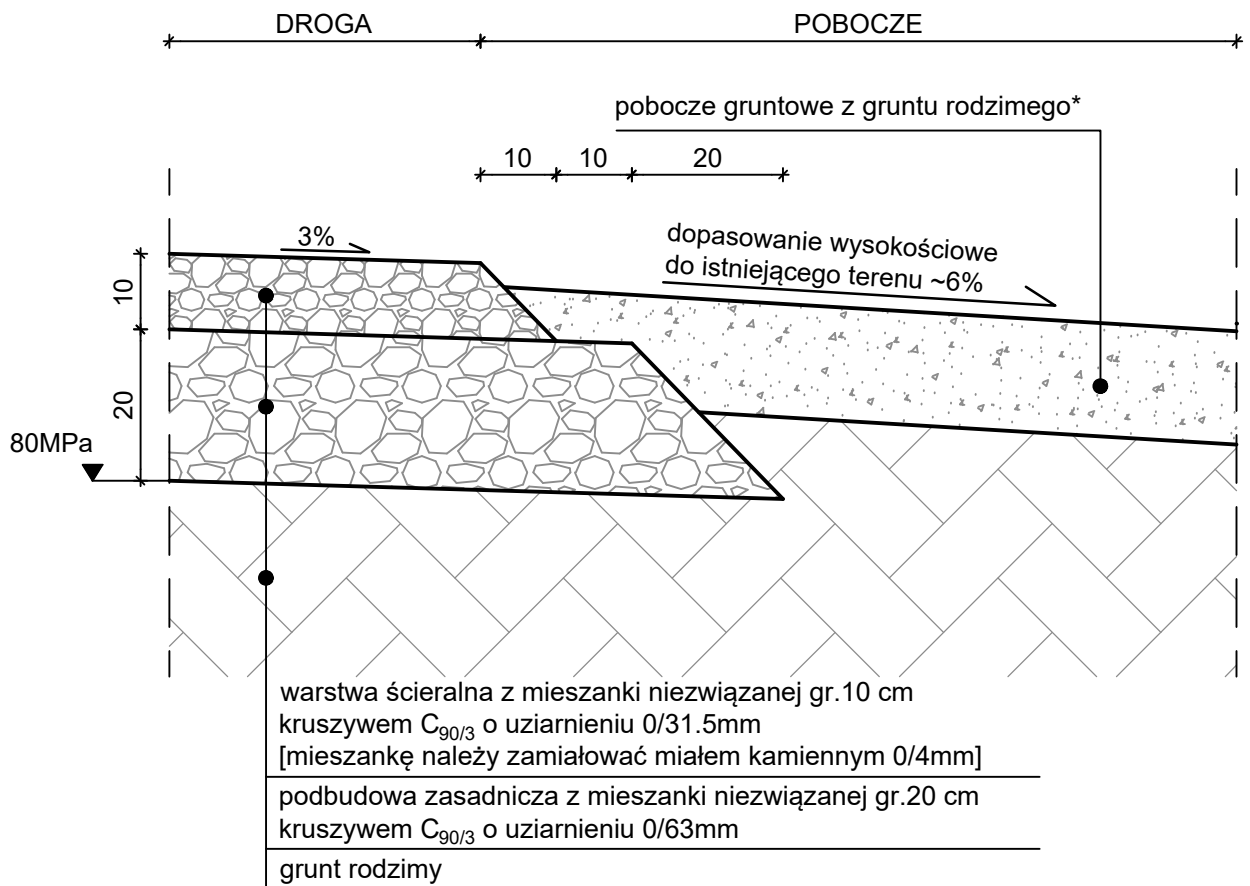 DROGA
POBOCZE
pobocze gruntowe z gruntu rodzimego*
10 10 20
3%
dopasowanie wysokościowe
do istniejącego terenu ~6%
10
20
80MPa
warstwa ścieralna z mieszanki niezwiązanej gr.10 cm
kruszywem C90/3 o uziarnieniu 0/31.5mm
[mieszankę należy zamiałować miałem kamiennym 0/4mm]
podbudowa zasadnicza z mieszanki niezwiązanej gr.20 cm
kruszywem C90/3 o uziarnieniu 0/63mm
grunt rodzimy